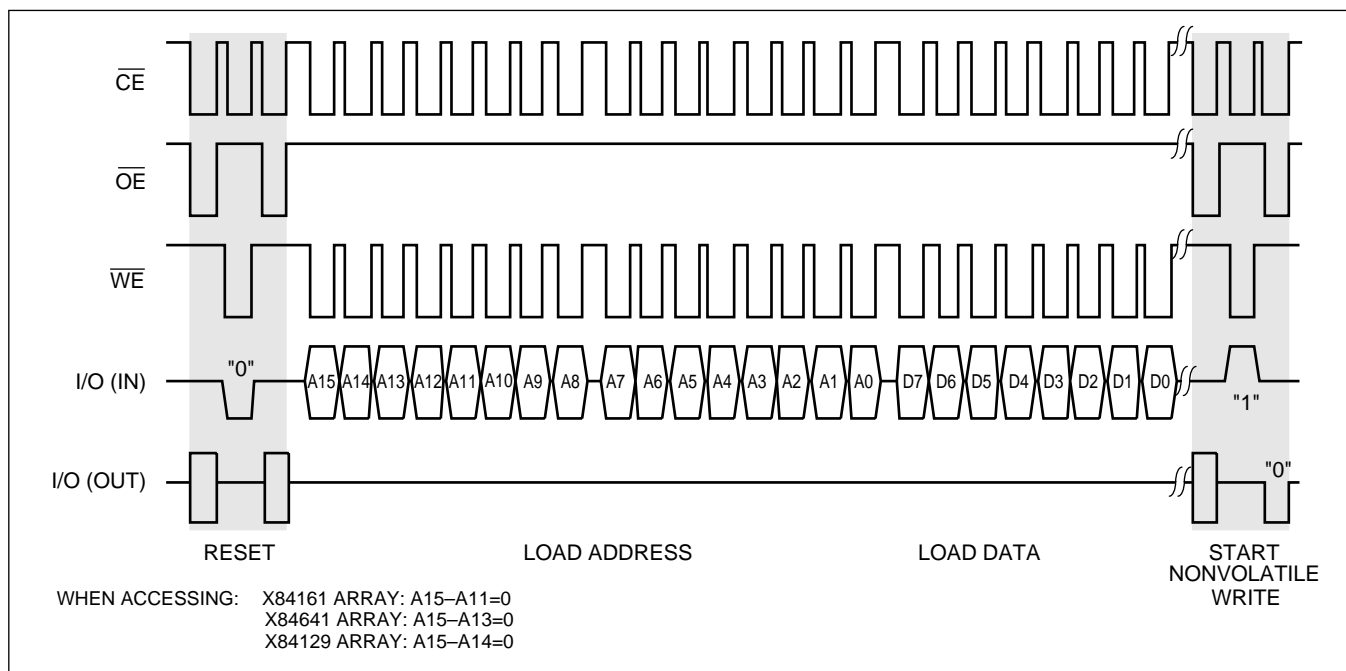 CE
OE
WE
I/O (IN) "0" A15 A14 A13 A12 A11 A10 A9 A8 A7 A6 A5 A4 A3 A2 A1 A0 D7 D6 D5 D4 D3 D2 D1 D0 "1"
I/O (OUT) "0"
RESET LOAD ADDRESS LOAD DATA START
NONVOLATILE
WRITE
WHEN ACCESSING: X84161 ARRAY: A15–A11=0
X84641 ARRAY: A15–A13=0
X84129 ARRAY: A15–A14=0